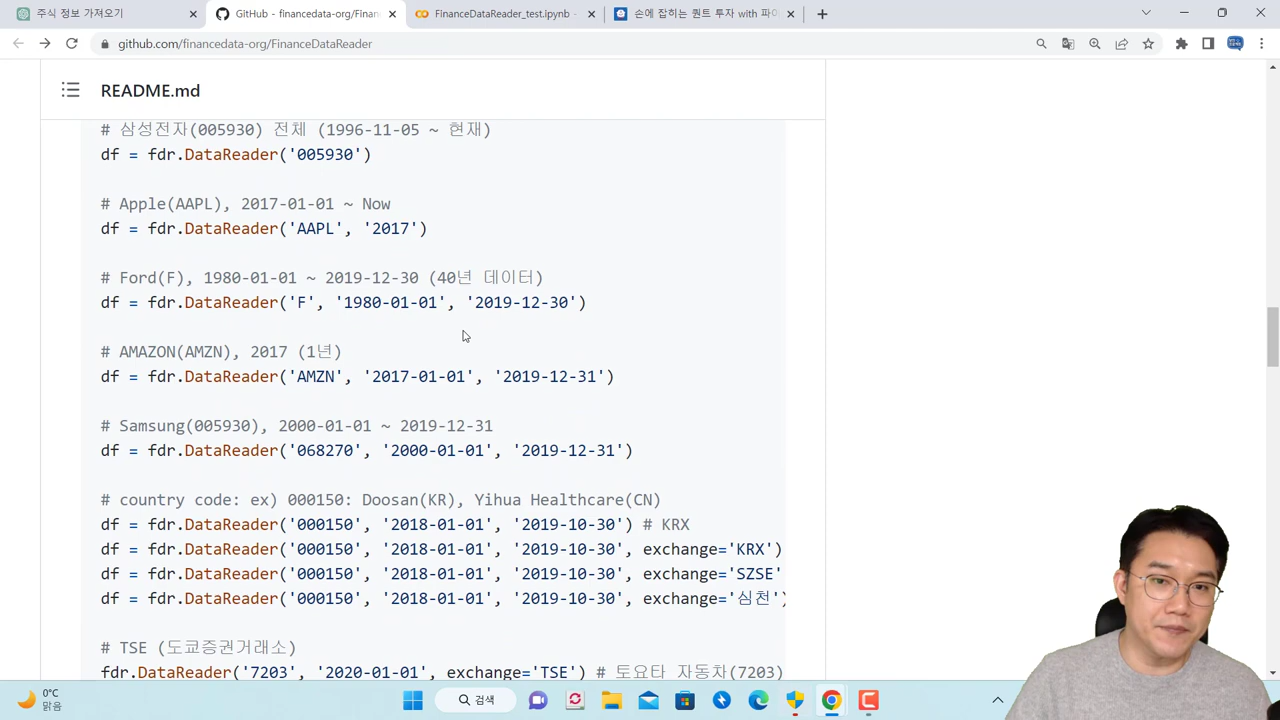 주식 정보 가져오기
GitHub - financedata-org/Finan
FinanceDataReader_test.ipynb -
손에 잡히는 퀀트 투자 with 파이
github.com/financedata-org/FinanceDataReader
README.md
# 삼성전자(005930) 전체 (1996-11-05 ~ 현재)
df = fdr.DataReader('005930')
# Apple(AAPL), 2017-01-01 ~ Now
df = fdr.DataReader('AAPL', '2017')
# Ford(F), 1980-01-01 ~ 2019-12-30 (40년 데이터)
df = fdr.DataReader('F', '1980-01-01', '2019-12-30')
# AMAZON(AMZN), 2017 (1년)
df = fdr.DataReader('AMZN', '2017-01-01', '2019-12-31')
# Samsung(005930), 2000-01-01 ~ 2019-12-31
df = fdr.DataReader('068270', '2000-01-01', '2019-12-31')
# country code: ex) 000150: Doosan(KR), Yihua Healthcare(CN)
df = fdr.DataReader('000150', '2018-01-01', '2019-10-30') # KRX
df = fdr.DataReader('000150', '2018-01-01', '2019-10-30', exchange='KRX')
df = fdr.DataReader('000150', '2018-01-01', '2019-10-30', exchange='SZSE'
df = fdr.DataReader('000150', '2018-01-01', '2019-10-30', exchange='심천')
# TSE (도쿄증권거래소)
fdr.DataReader('7203', '2020-01-01', exchange='TSE') # 토요타 자동차(7203)
0°C
맑음
검색